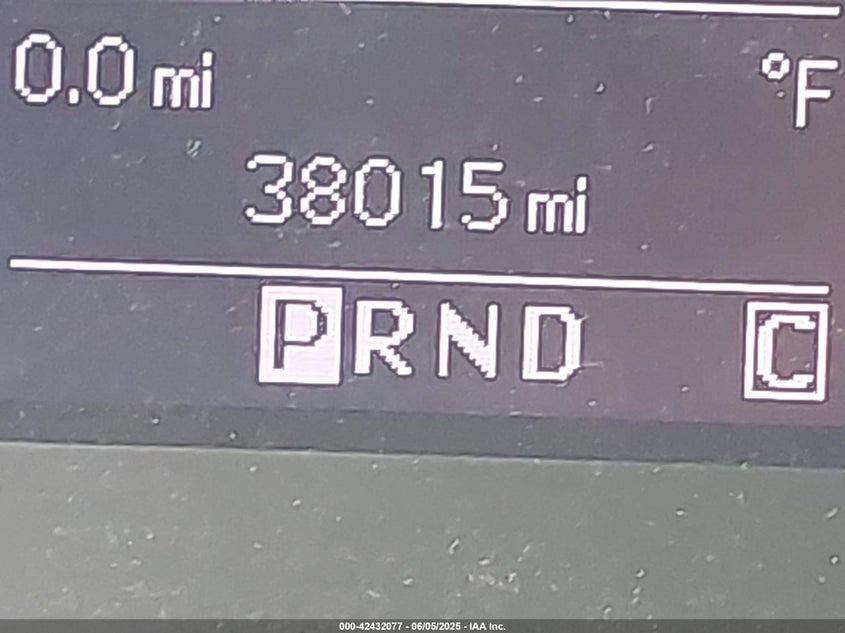 0.0 mi °F
38015 mi
P R N D C
000-42432077 - 06/05/2025 - IAA Inc.